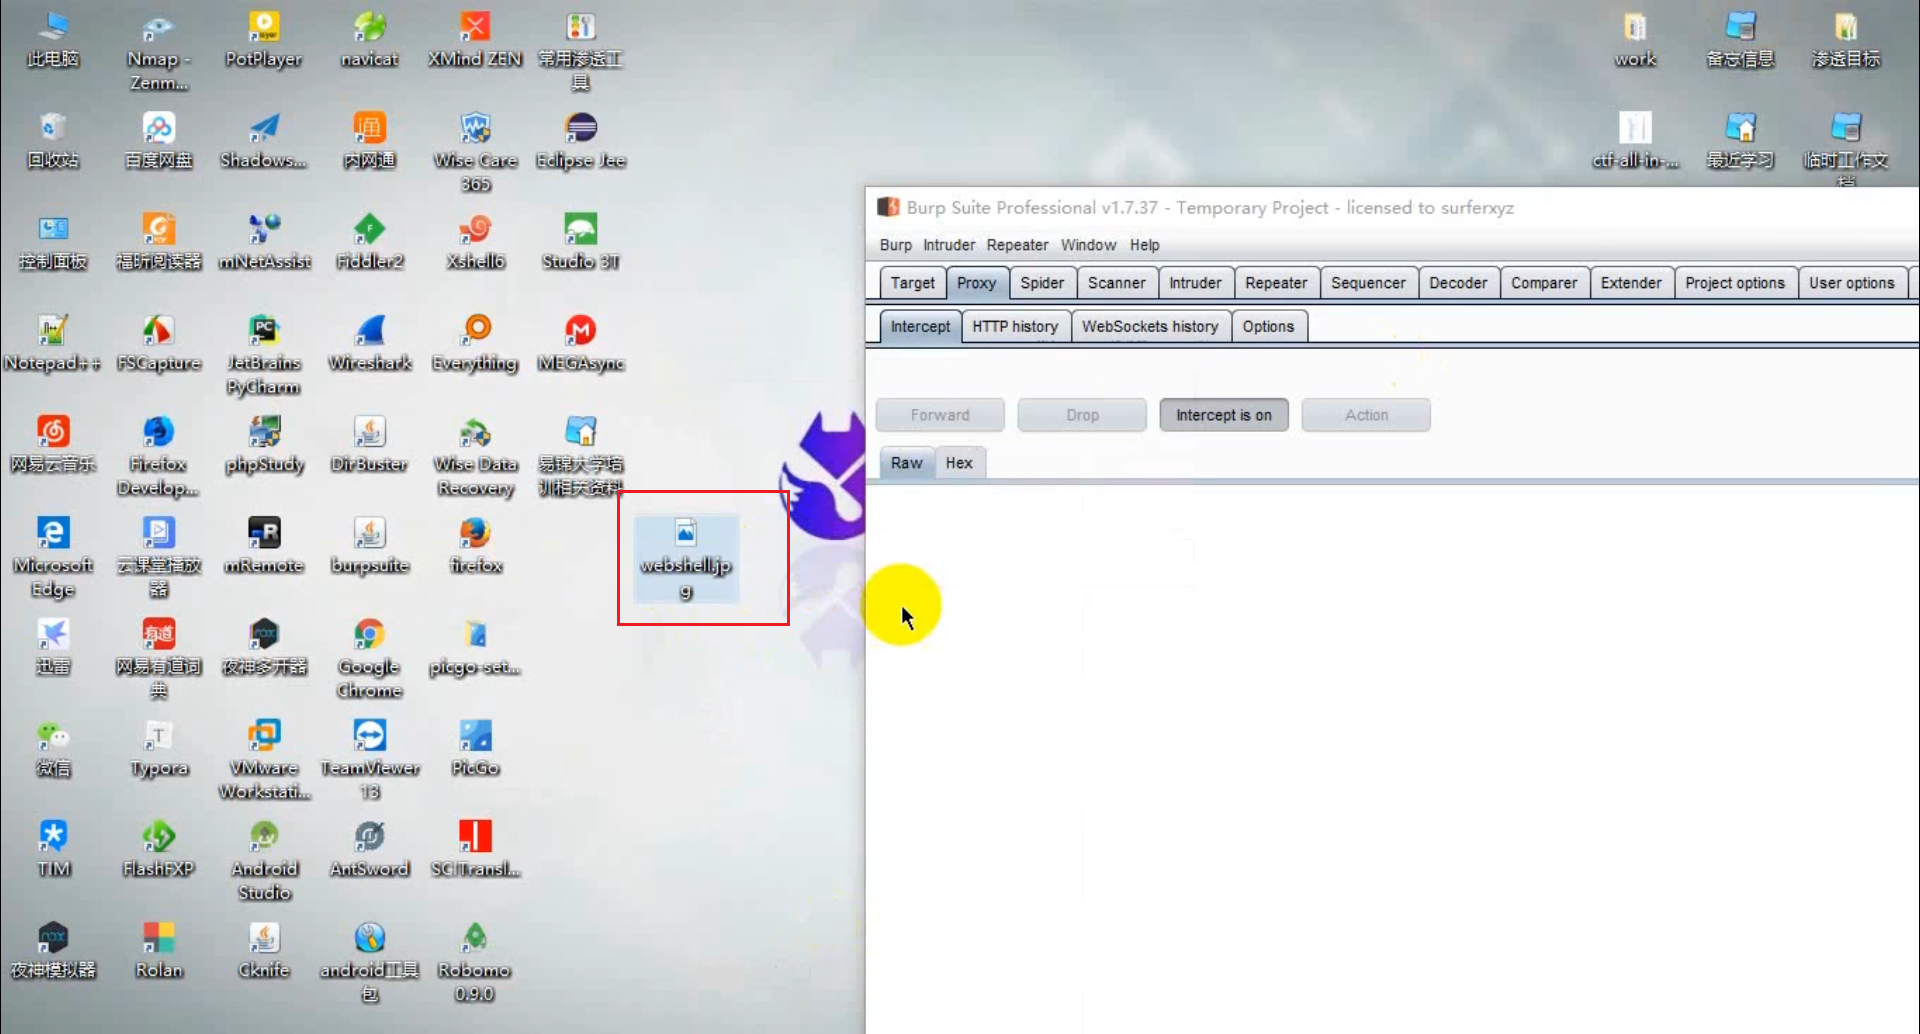 此电脑
Nmap -
Zenm...
PotPlayer
navicat
XMind ZEN
常用渗透工
具
work
备忘信息
渗透目标
回收站
百度网盘
Shadows...
内网通
Wise Care
365
Eclipse Jee
ctf-all-in-...
最近学习
临时工作文
档
控制面板
福昕阅读器
mNetAssist
Fiddler2
Xshell6
Studio 3T
Notepad++
FSCapture
JetBrains
PyCharm
Wireshark
Everything
MEGAsync
网易云音乐
Firefox
Develop...
phpStudy
DirBuster
Wise Data
Recovery
易锦大学培
训相关资料
Microsoft
Edge
云课堂播放
器
mRemote
burpsuite
firefox
webshell.jp
g
迅雷
网易有道词
典
夜神多开器
Google
Chrome
picgo-set...
微信
Typora
VMware
Workstati...
TeamViewer
13
PicGo
TIM
FlashFXP
Android
Studio
AntSword
SCITransl...
夜神模拟器
Rolan
Cknife
android工具
包
Robomo
0.9.0
Burp Suite Professional v1.7.37 - Temporary Project - licensed to surferxyz
Burp Intruder Repeater Window Help
Target Proxy Spider Scanner Intruder Repeater Sequencer Decoder Comparer Extender Project options User options
Intercept HTTP history WebSockets history Options
Forward Drop Intercept is on Action
Raw Hex